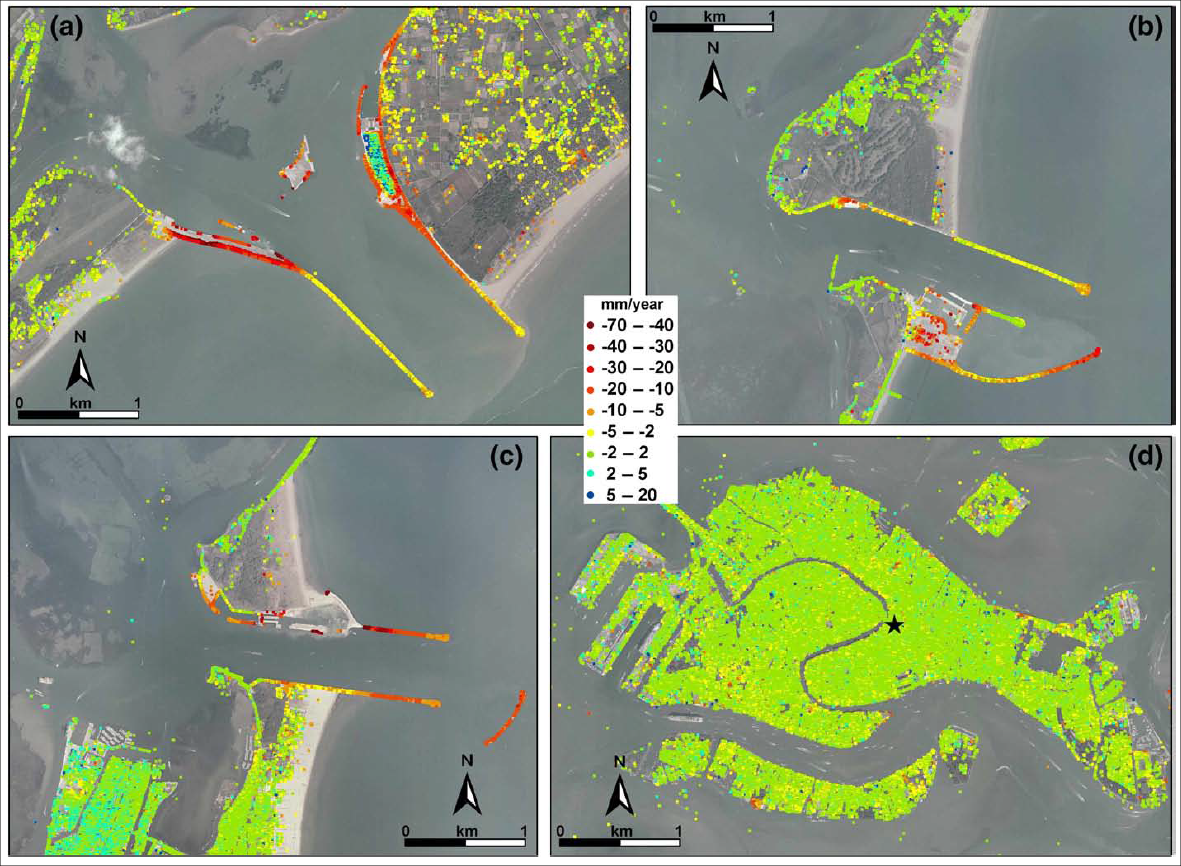 (a)
N
0 km 1
0 km 1
N
(b)
mm/year
-70 – -40
-40 – -30
-30 – -20
-20 – -10
-10 – -5
-5 – -2
-2 – 2
2 – 5
5 – 20
(c)
N
0 km 1
(d)
N
0 km 1